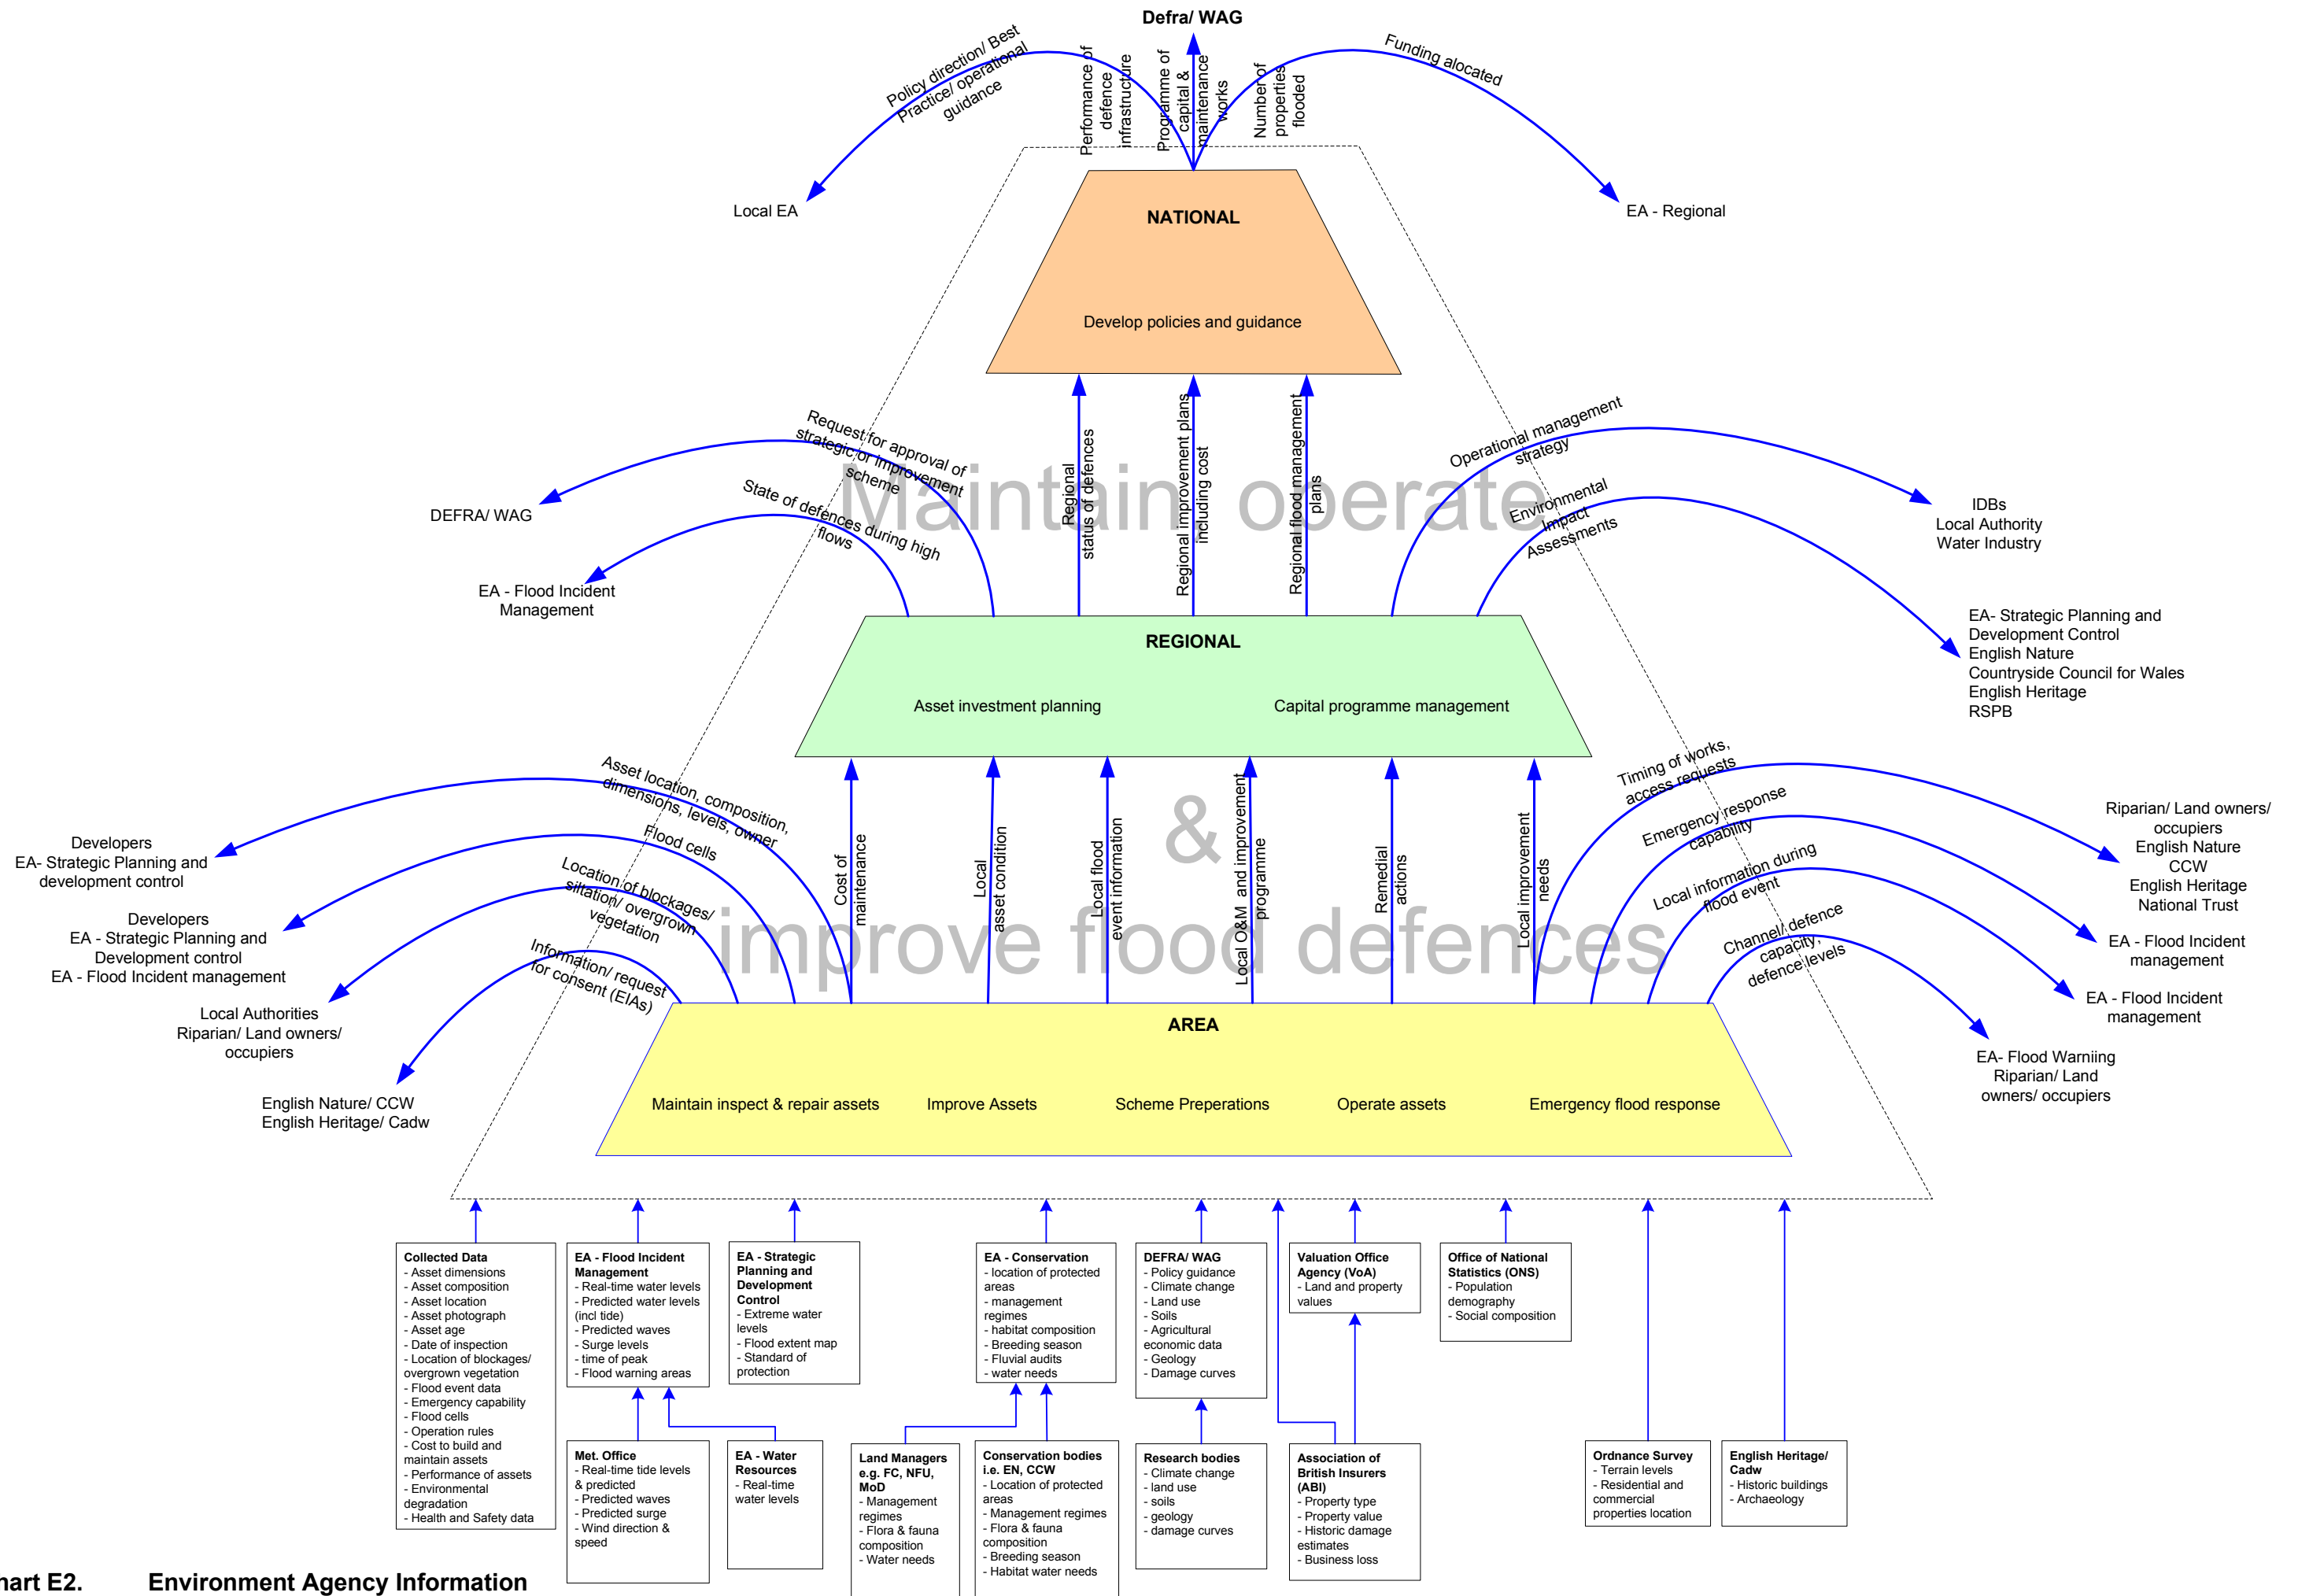 Defra/ WAG
Policy direction/ Best
Practice/ operational
guidance
Performance of
defence
infrastructure
Programme of
capital &
maintenance
works
Number of
properties
flooded
Funding alocated
Local EA
EA - Regional
NATIONAL
Develop policies and guidance
Request for approval of
strategic or improvement
scheme
State of defences during high
flows
Regional
status of defences
Regional improvement plans
including cost
Regional flood management
plans
Operational management
strategy
Environmental
Impact
Assessments
DEFRA/ WAG
EA - Flood Incident
Management
IDBs
Local Authority
Water Industry
EA- Strategic Planning and
Development Control
English Nature
Countryside Council for Wales
English Heritage
RSPB
Maintain, operate
&
improve flood defences
REGIONAL
Asset investment planning
Capital programme management
Asset location, composition,
dimensions, levels, owner
Flood cells
Location of blockages/
siltation/ overgrown
vegetation
Information/ request
for consent (EIAs)
Cost of
maintenance
Local
asset condition
Local flood
event information
Local O&M and improvement
programme
Remedial
actions
Local improvement
needs
Timing of works,
access requests
Emergency response
capability
Local information during
flood event
Channel/ defence
capacity,
defence levels
Developers
EA- Strategic Planning and
development control
Developers
EA - Strategic Planning and
Development control
EA - Flood Incident management
Local Authorities
Riparian/ Land owners/
occupiers
English Nature/ CCW
English Heritage/ Cadw
Riparian/ Land owners/
occupiers
English Nature
CCW
English Heritage
National Trust
EA - Flood Incident
management
EA - Flood Incident
management
EA- Flood Warniing
Riparian/ Land
owners/ occupiers
AREA
Maintain inspect & repair assets
Improve Assets
Scheme Preperations
Operate assets
Emergency flood response
Collected Data
- Asset dimensions
- Asset composition
- Asset location
- Asset photograph
- Asset age
- Date of inspection
- Location of blockages/
overgrown vegetation
- Flood event data
- Emergency capability
- Flood cells
- Operation rules
- Cost to build and
maintain assets
- Performance of assets
- Environmental
degradation
- Health and Safety data
EA - Flood Incident
Management
- Real-time water levels
- Predicted water levels
(incl tide)
- Predicted waves
- Surge levels
- time of peak
- Flood warning areas
EA - Strategic
Planning and
Development
Control
- Extreme water
levels
- Flood extent map
- Standard of
protection
EA - Conservation
- location of protected
areas
- management
regimes
- habitat composition
- Breeding season
- Fluvial audits
- water needs
DEFRA/ WAG
- Policy guidance
- Climate change
- Land use
- Soils
- Agricultural
economic data
- Geology
- Damage curves
Valuation Office
Agency (VoA)
- Land and property
values
Office of National
Statistics (ONS)
- Population
demography
- Social composition
Met. Office
- Real-time tide levels
& predicted
- Predicted waves
- Predicted surge
- Wind direction &
speed
EA - Water
Resources
- Real-time
water levels
Land Managers
e.g. FC, NFU,
MoD
- Management
regimes
- Flora & fauna
composition
- Water needs
Conservation bodies
i.e. EN, CCW
- Location of protected
areas
- Management regimes
- Flora & fauna
composition
- Breeding season
- Habitat water needs
Research bodies
- Climate change
- land use
- soils
- geology
- damage curves
Association of
British Insurers
(ABI)
- Property type
- Property value
- Historic damage
estimates
- Business loss
Ordnance Survey
- Terrain levels
- Residential and
commercial
properties location
English Heritage/
Cadw
- Historic buildings
- Archaeology
hart E2. Environment Agency Information